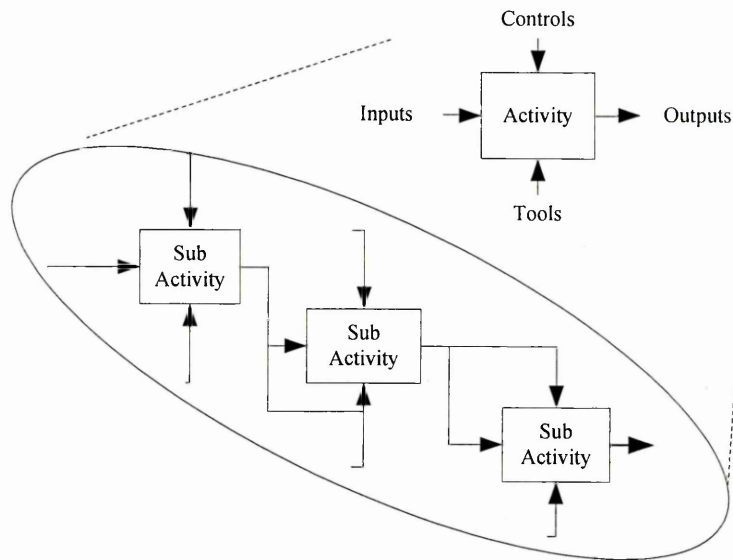 Controls
Inputs
Activity
Outputs
Tools
Sub
Activity
Sub
Activity
Sub
Activity